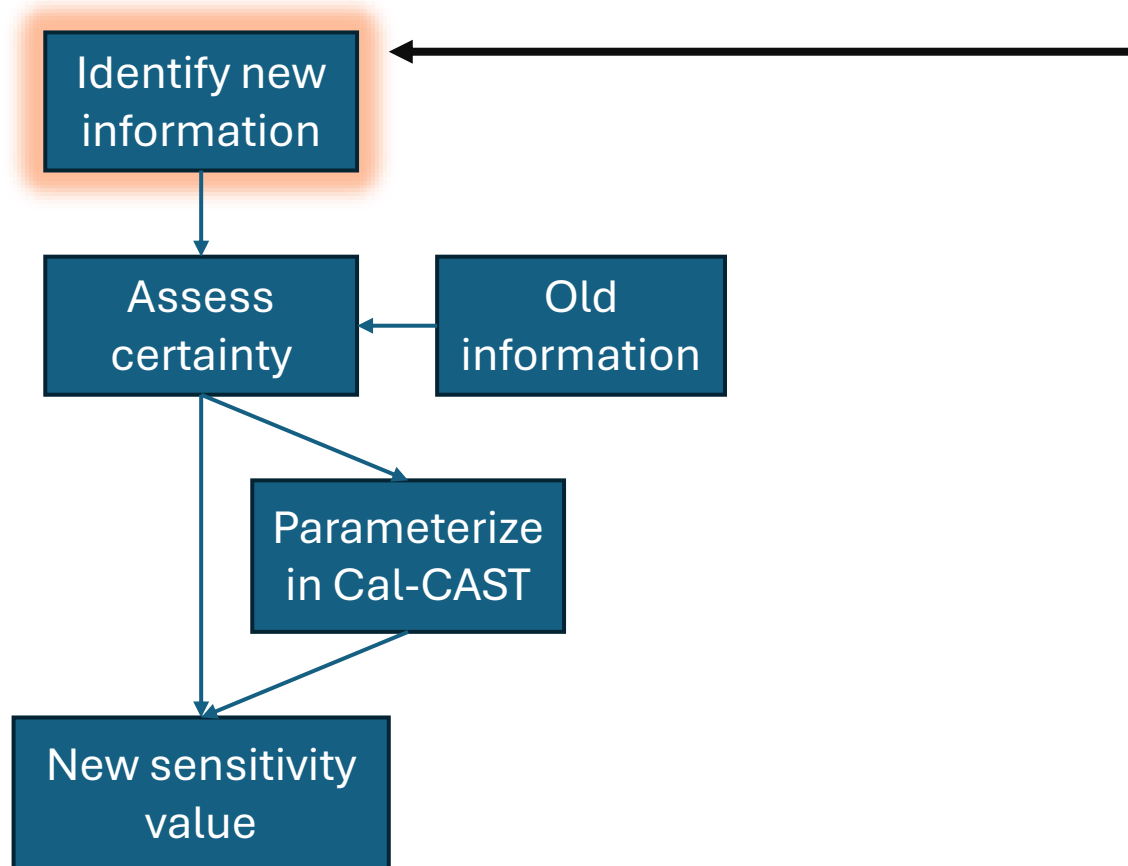 Identify new
information
Assess
certainty
Old
information
Parameterize
in Cal-CAST
New sensitivity
value